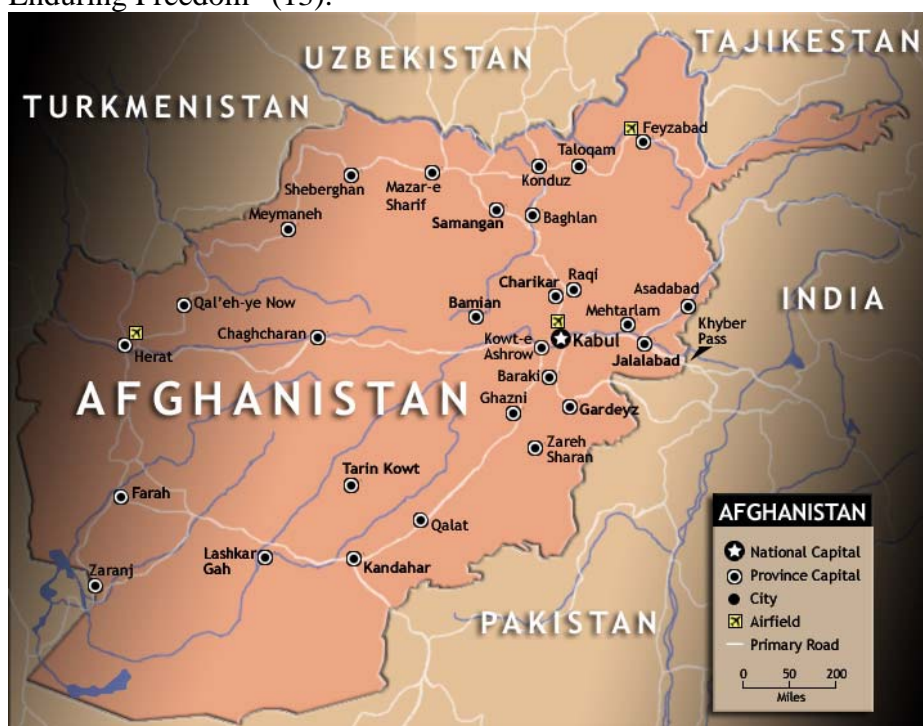 Enduring Freedom" (13).
UZBEKISTAN
TAJIKESTAN
TURKMENISTAN
Feyzabad
Taloqam
Konduz
Sheberghan
Mazar-e
Sharif
Meymaneh
Samangan
Baghlan
Charikar
Raqi
Asadabad
INDIA
Qal'eh-ye Now
Bamian
Mehtarlam
Khyber
Pass
Chaghcharan
Kowt-e
Ashrow
Kabul
Herat
Jalalabad
Baraki
AFGHANISTAN
Ghazni
Gardeyz
Zareh
Sharan
Tarin Kowt
Farah
Qalat
Lashkar
Gah
Kandahar
Zaranj
PAKISTAN
AFGHANISTAN
National Capital
Province Capital
City
Airfield
Primary Road
0 50 200
Miles